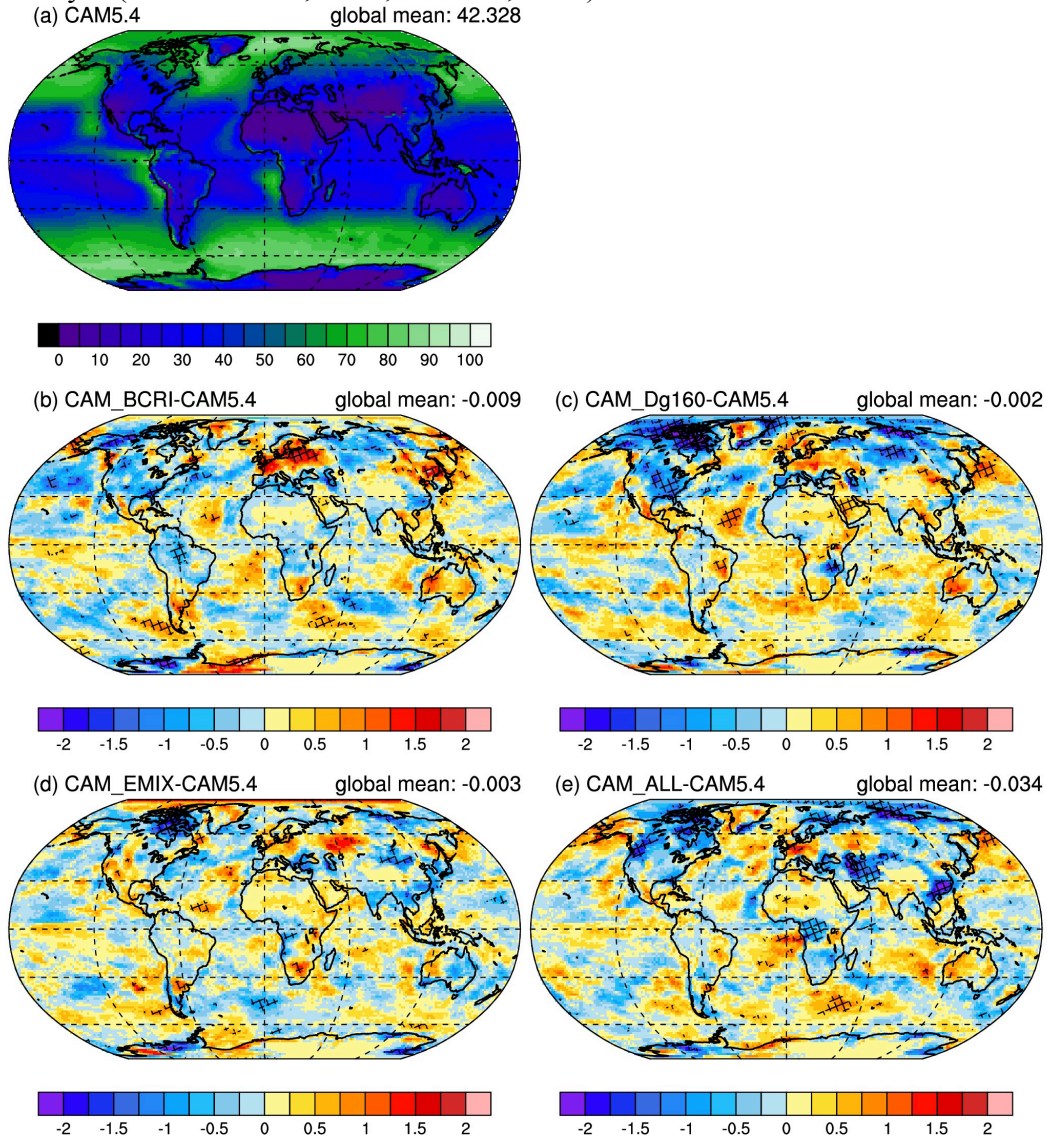 (a) CAM5.4 global mean: 42.328
0 10 20 30 40 50 60 70 80 90 100
(b) CAM_BCRI-CAM5.4 global mean: -0.009
(c) CAM_Dg160-CAM5.4 global mean: -0.002
-2 -1.5 -1 -0.5 0 0.5 1 1.5 2
-2 -1.5 -1 -0.5 0 0.5 1 1.5 2
(d) CAM_EMIX-CAM5.4 global mean: -0.003
(e) CAM_ALL-CAM5.4 global mean: -0.034
-2 -1.5 -1 -0.5 0 0.5 1 1.5 2
-2 -1.5 -1 -0.5 0 0.5 1 1.5 2